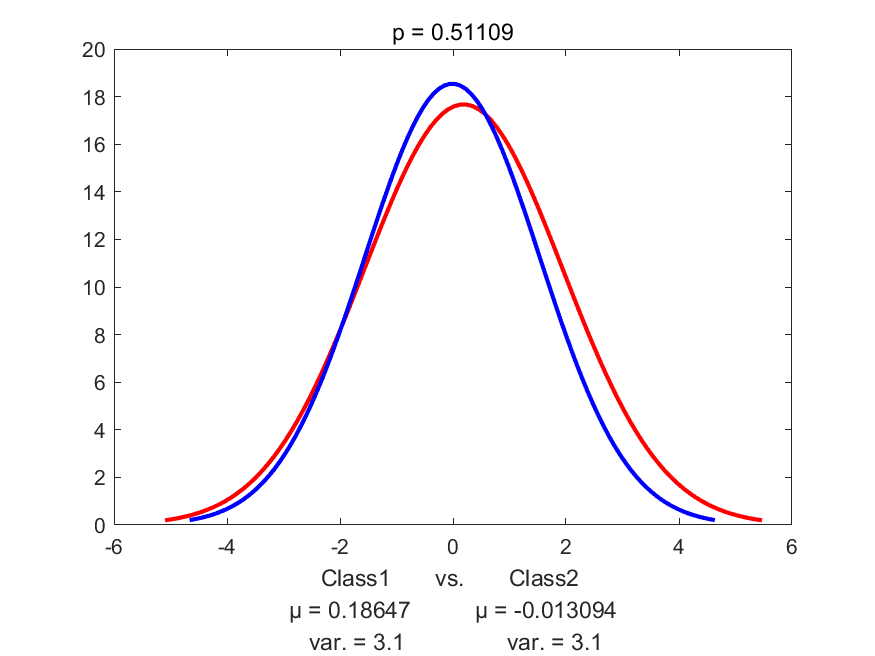 p = 0.51109
20
18
16
14
12
10
8
6
4
2
0
-6 -4 -2 0 2 4 6
Class1 vs. Class2
μ = 0.18647 μ = -0.013094
var. = 3.1 var. = 3.1